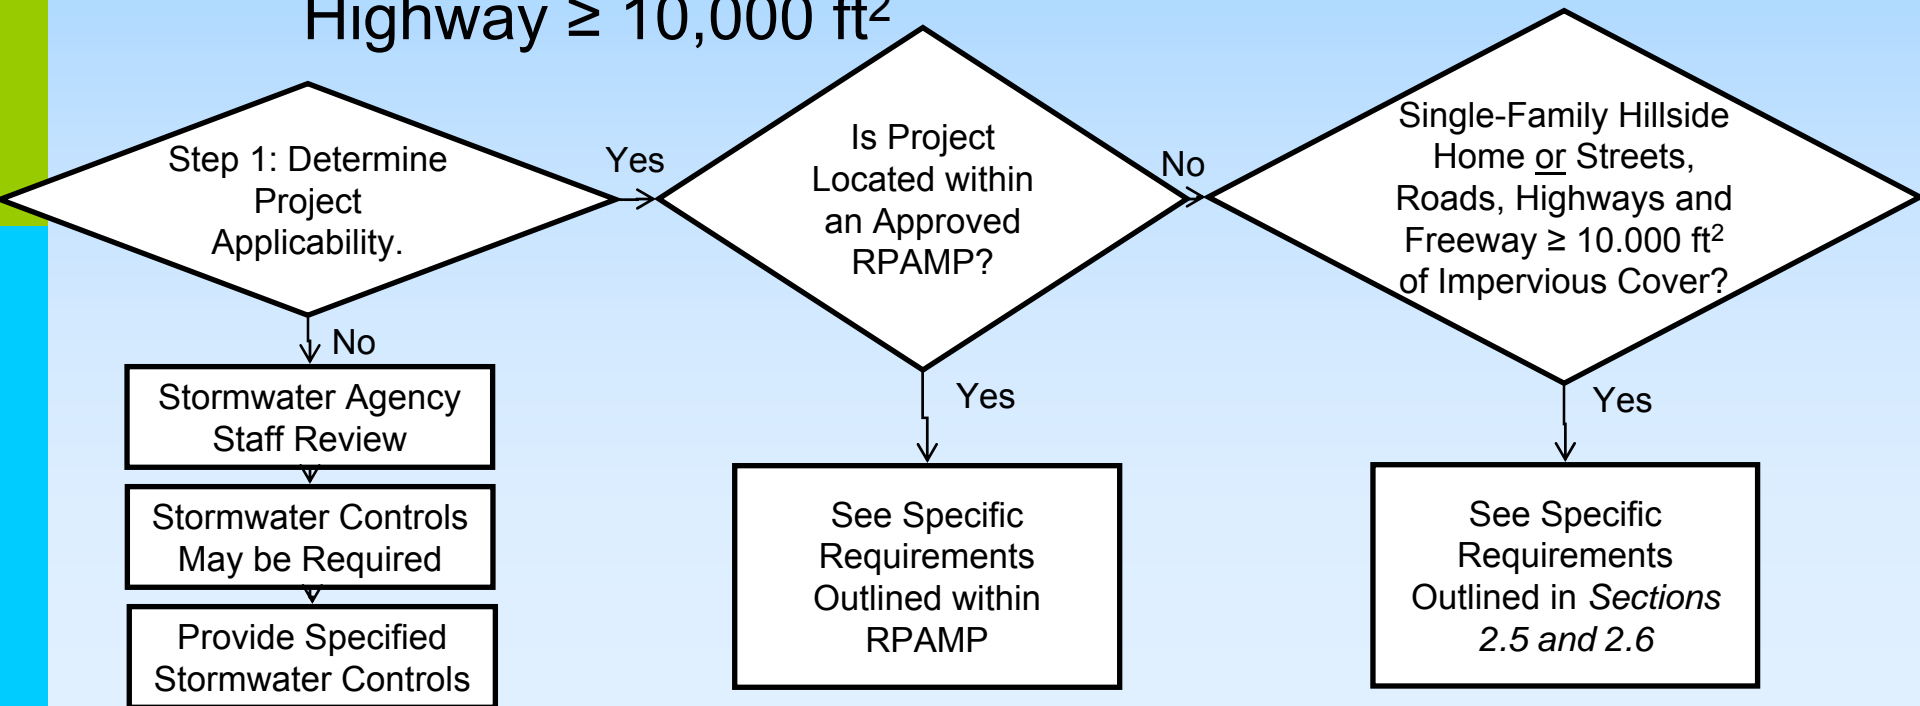 Highway ≥ 10,000 ft²
Step 1: Determine
Project
Applicability.
Yes
No
Stormwater Agency
Staff Review
Stormwater Controls
May be Required
Provide Specified
Stormwater Controls
Is Project
Located within
an Approved
RPAMP?
No
Yes
See Specific
Requirements
Outlined within
RPAMP
Single-Family Hillside
Home or Streets,
Roads, Highways and
Freeway ≥ 10.000 ft²
of Impervious Cover?
Yes
See Specific
Requirements
Outlined in Sections
2.5 and 2.6